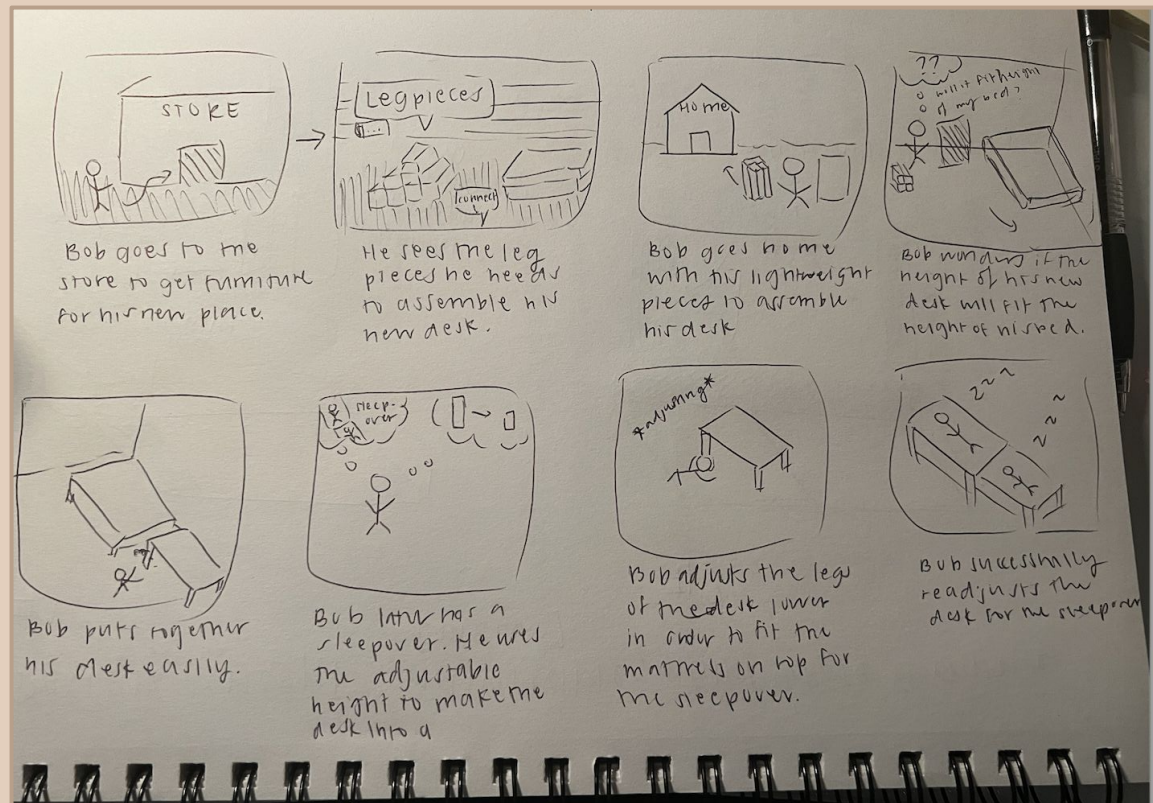 STORE
Bob goes to the
store to get furniture
for his new place.
Leg pieces
connect
He sees the leg
pieces he needs
to assemble his
new desk.
Home
Bob goes home
with his lightweight
pieces to assemble
his desk
??
will it fit height
of my bed?
Bob wonders if the
height of his new
desk will fit the
height of his bed.
Bob puts together
his desk easily.
sleep-
over
Bob later has a
sleepover. He uses
the adjustable
height to make the
desk into a
*adjusting*
Bob adjusts the legs
of the desk lower
in order to fit the
mattress on top for
the sleepover.
z z z
z z z
Bob sucessfully
readjusts the
desk for the sleepover